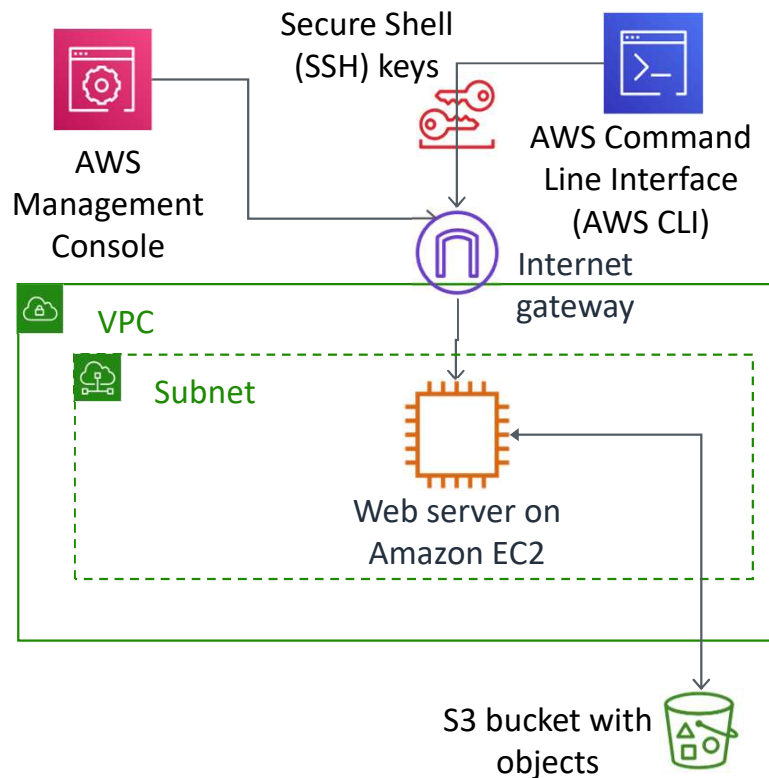 Secure Shell
(SSH) keys
AWS
Management
Console
AWS Command
Line Interface
(AWS CLI)
Internet
gateway
VPC
Subnet
Web server on
Amazon EC2
S3 bucket with
objects